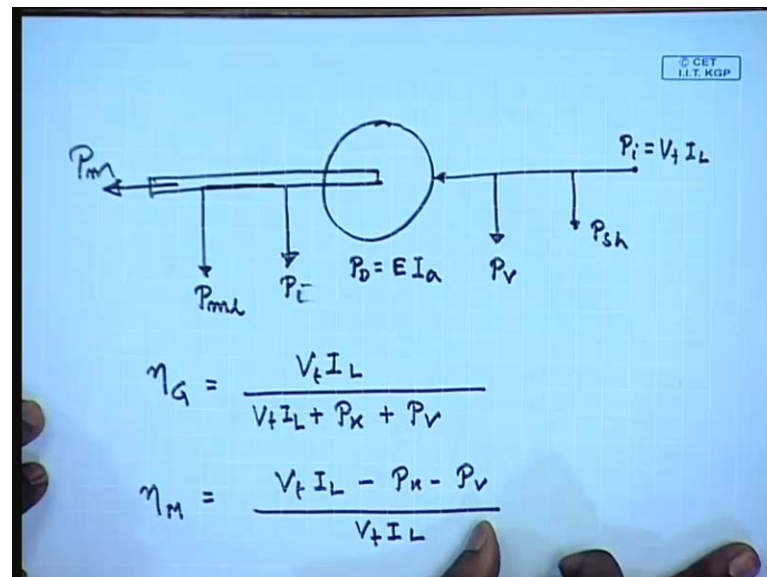 © CET
I.I.T. KGP
Pm
Pi = Vt IL
Psh
Pv
PD = E Ia
Pi
PmL
ηG = Vt IL / Vt IL + PK + Pv
ηM = Vt IL - PK - Pv / Vt IL